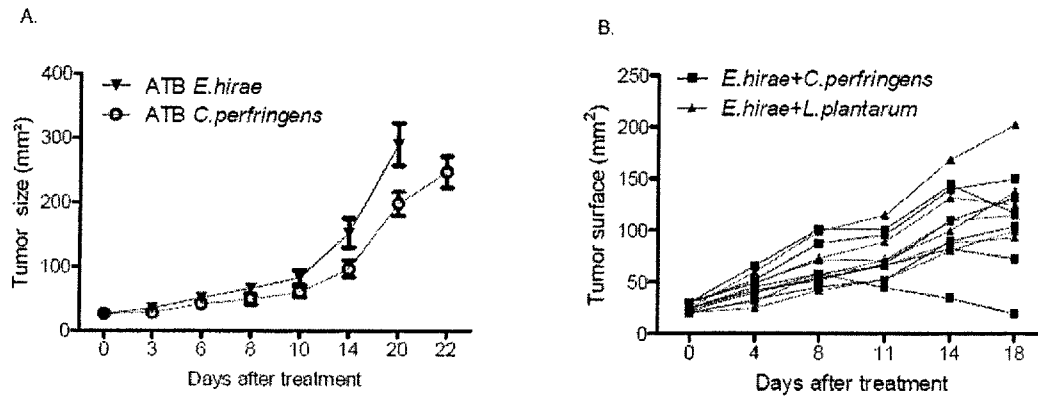 A.
400
300
200
100
0
Tumor size (mm²)
ATB E.hirae
ATB C.perfringens
0 3 6 8 10 14 20 22
Days after treatment
B.
250
200
150
100
50
0
Tumor surface (mm²)
E.hirae+C.perfringens
E.hirae+L.plantarum
0 4 8 11 14 18
Days after treatment